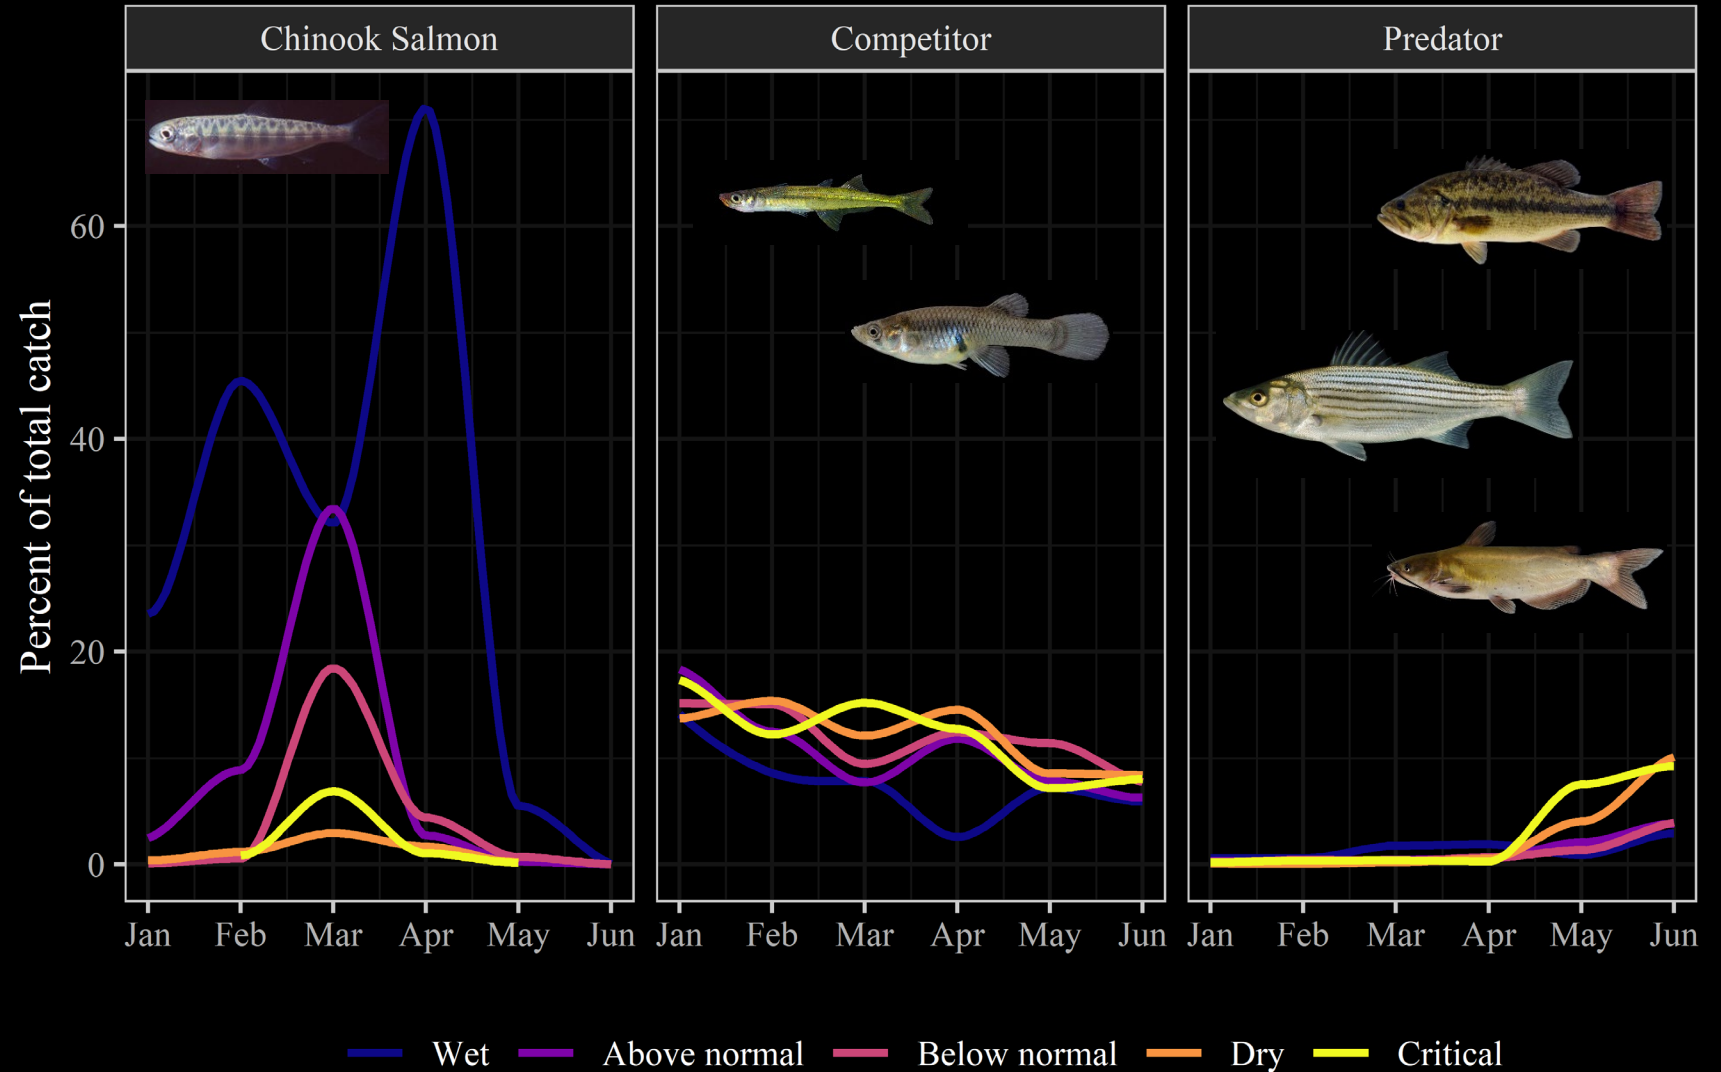 Chinook Salmon Competitor Predator
Percent of total catch
60
40
20
0
Jan Feb Mar Apr May Jun Jan Feb Mar Apr May Jun Jan Feb Mar Apr May Jun
Wet Above normal Below normal Dry Critical